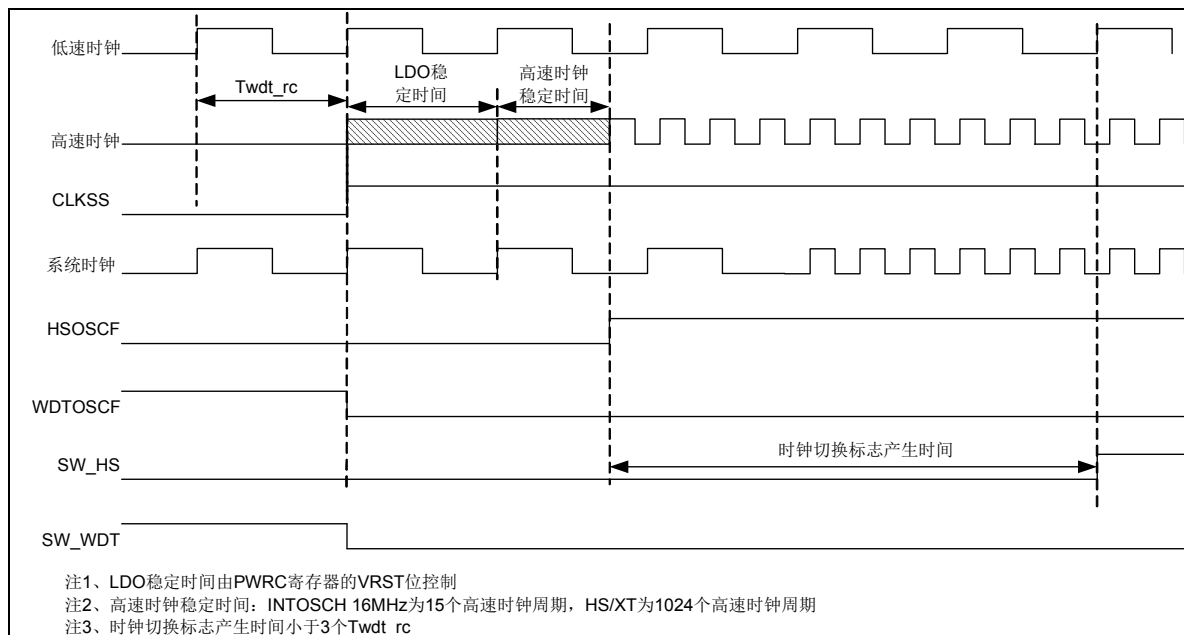 低速时钟
Twdt_rc
LDO稳
定时间
高速时钟
稳定时间
高速时钟
CLKSS
系统时钟
HSOSCF
WDTOSCF
时钟切换标志产生时间
SW_HS
SW_WDT
注1、LDO稳定时间由PWRC寄存器的VRST位控制
注2、高速时钟稳定时间：INTOSCH 16MHz为15个高速时钟周期，HS/XT为1024个高速时钟周期
注3、时钟切换标志产生时间小于3个Twdt_rc